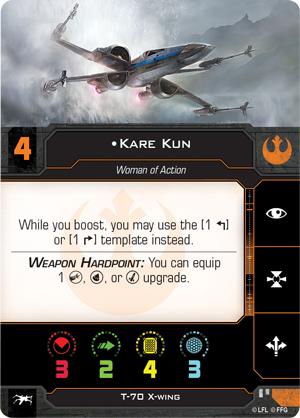 4
•Kare Kun
Woman of Action
While you boost, you may use the [1 ↰]
or [1 ↱] template instead.
Weapon Hardpoint: You can equip
1 , , or upgrade.
3 2 4 3
T-70 X-wing
©LFL ©FFG